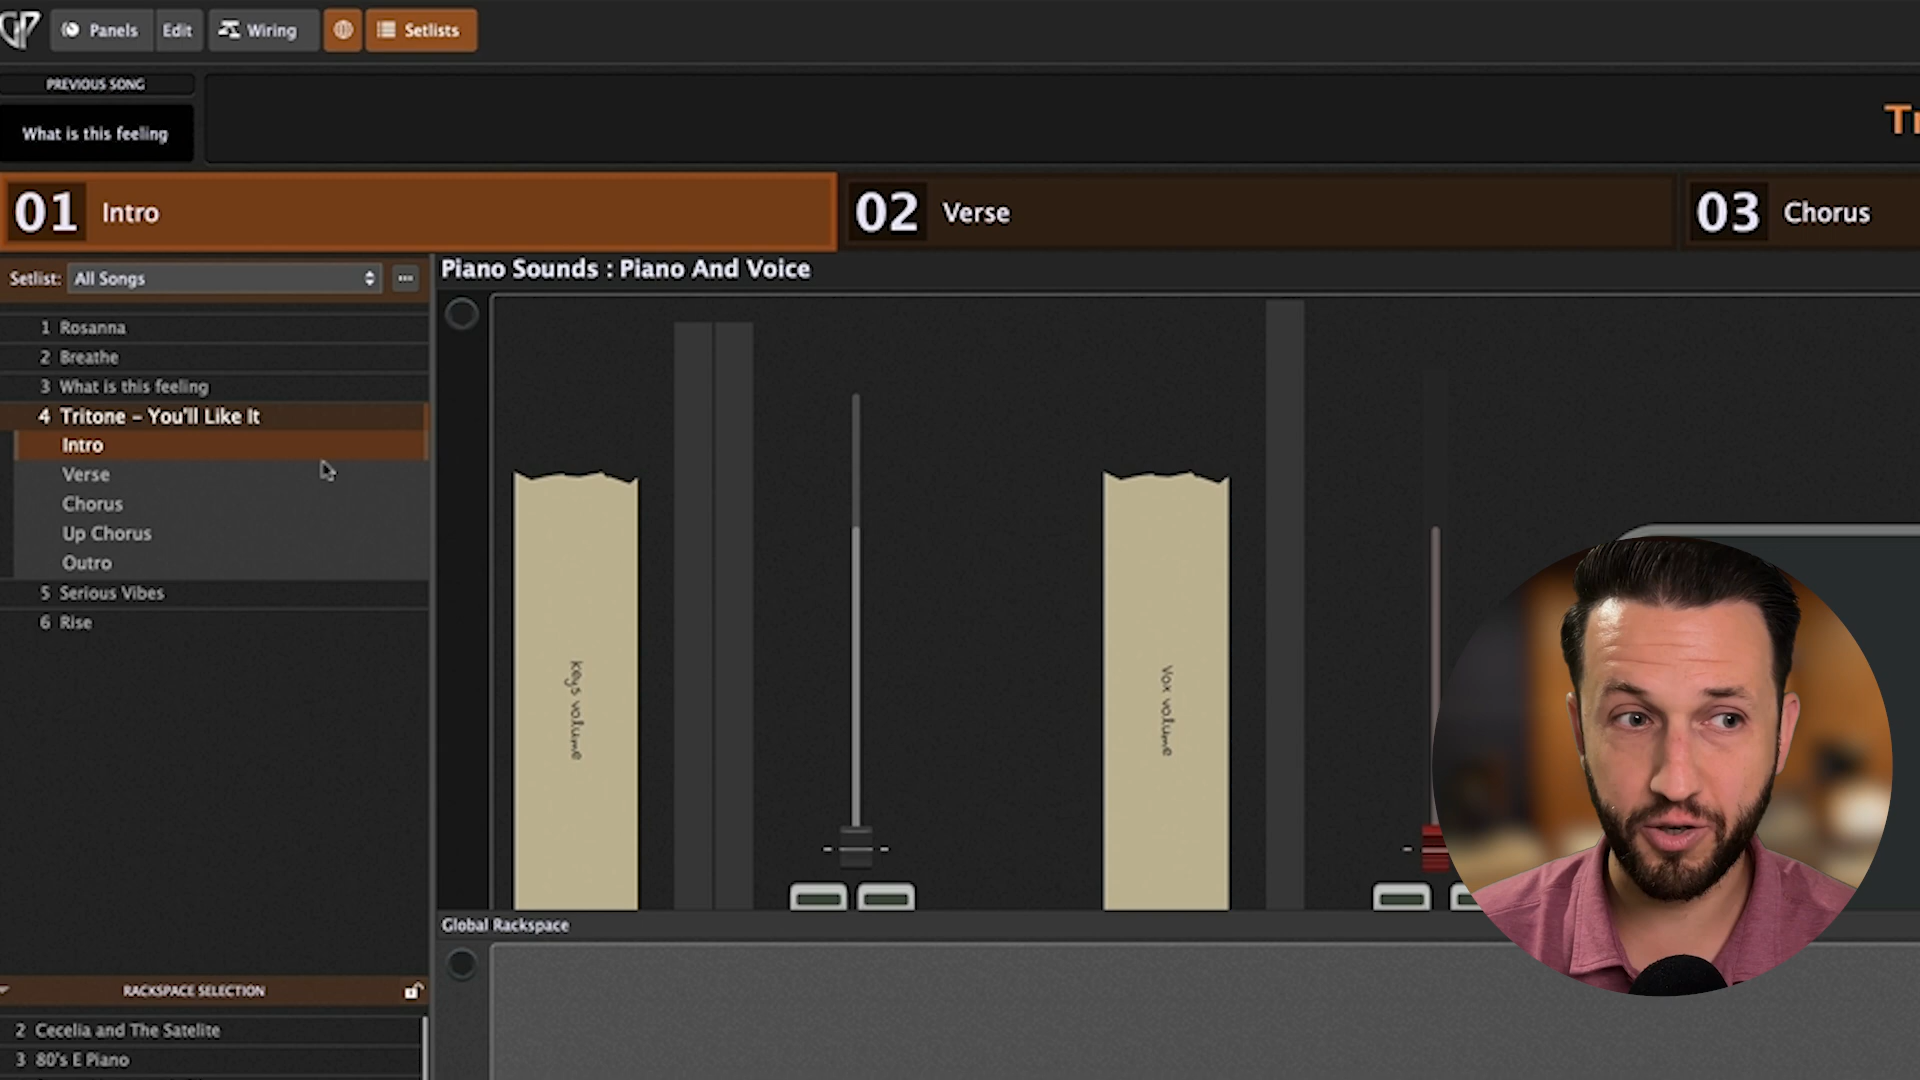 GP Panels Edit Wiring Setlists
PREVIOUS SONG
What is this feeling
Tr
01 Intro
02 Verse
03 Chorus
Setlist: All Songs ...
Piano Sounds : Piano And Voice
1 Rosanna
2 Breathe
3 What is this feeling
4 Tritone – You'll Like It
Intro
Verse
Chorus
Up Chorus
Outro
5 Serious Vibes
6 Rise
Keys volume
Vox volume
Global Rackspace
RACKSPACE SELECTION
2 Cecelia and The Satelite
3 80's E Piano